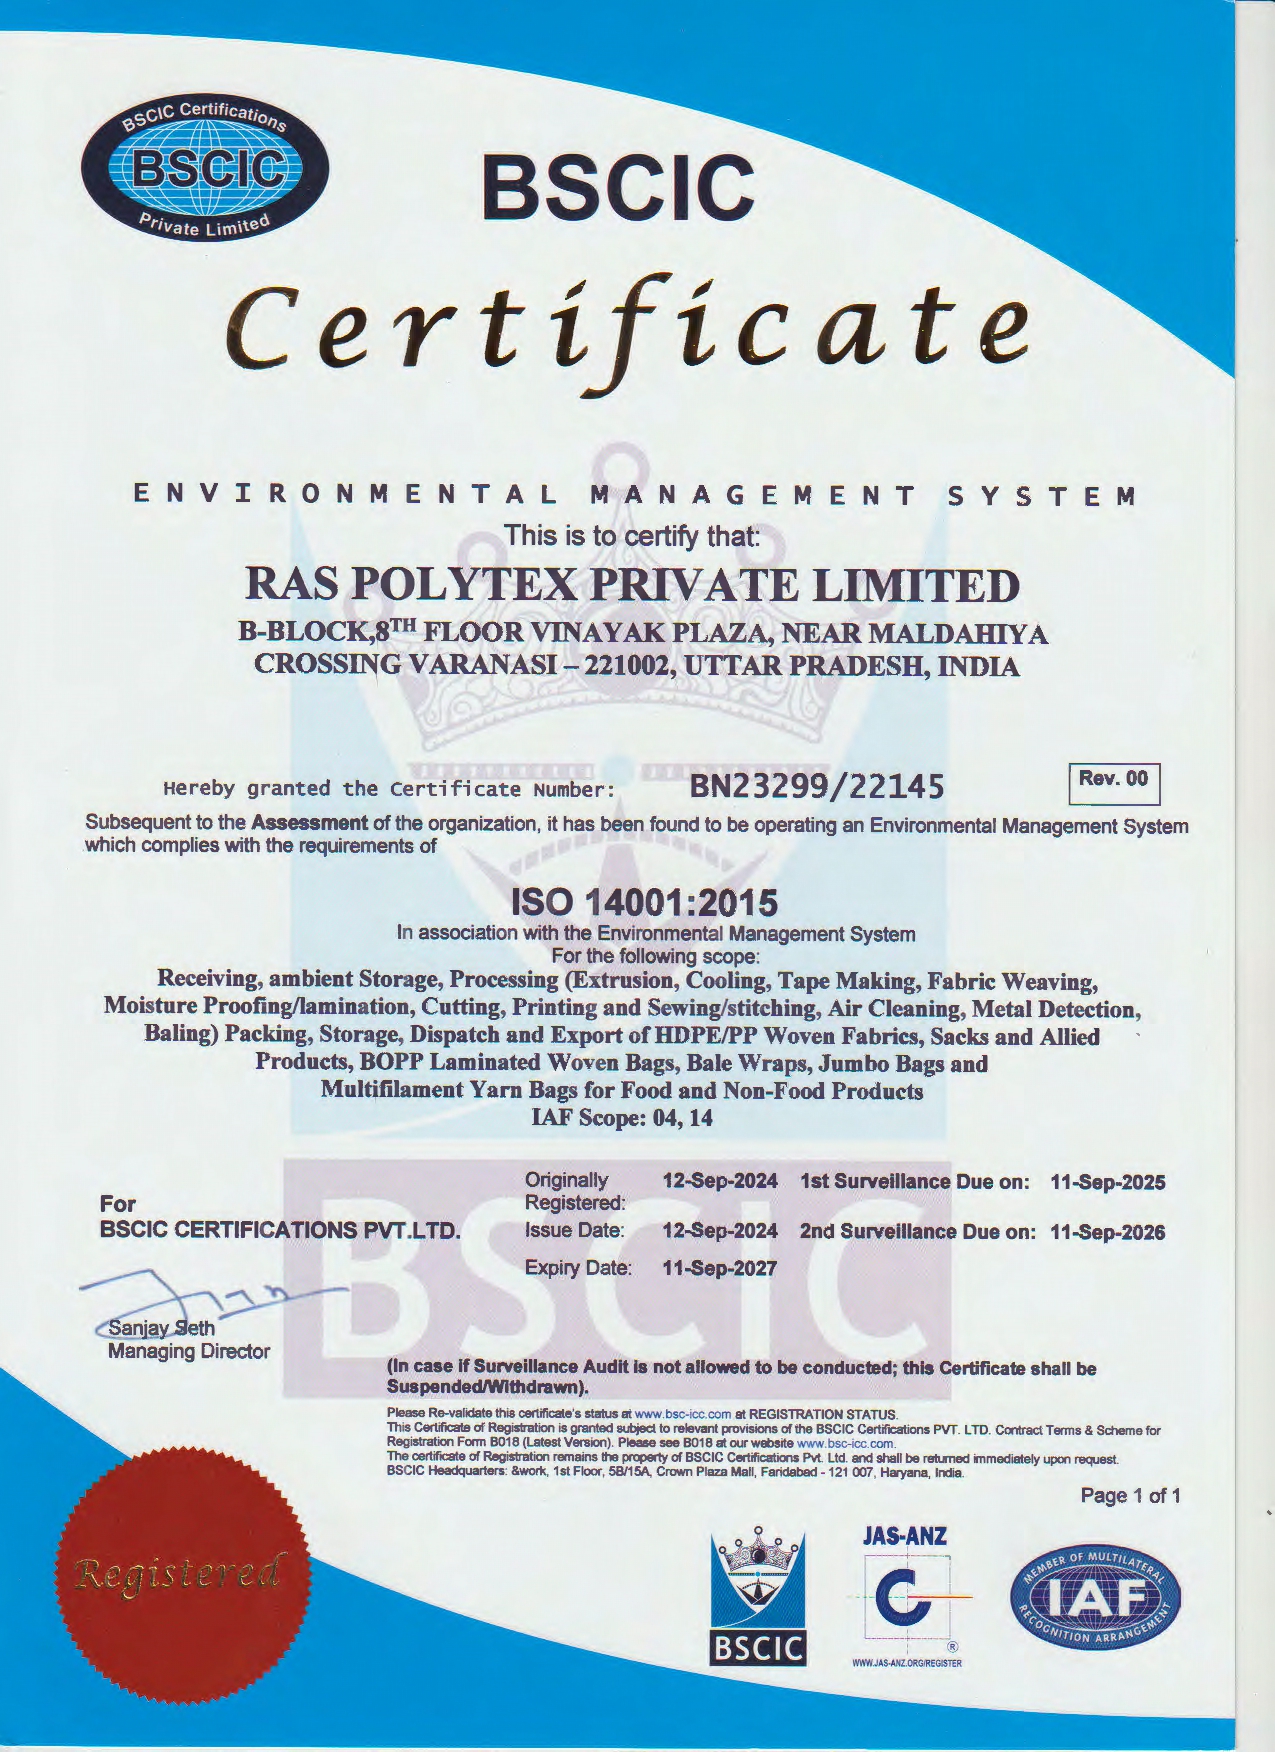 BSCIC Certifications
BSCIC
Private Limited
BSCIC
Certificate
ENVIRONMENTAL MANAGEMENT SYSTEM
This is to certify that:
RAS POLYTEX PRIVATE LIMITED
B-BLOCK,8TH FLOOR VINAYAK PLAZA, NEAR MALDAHIYA
CROSSING VARANASI – 221002, UTTAR PRADESH, INDIA
Hereby granted the Certificate Number: BN23299/22145 Rev. 00
Subsequent to the Assessment of the organization, it has been found to be operating an Environmental Management System
which complies with the requirements of
ISO 14001:2015
In association with the Environmental Management System
For the following scope:
Receiving, ambient Storage, Processing (Extrusion, Cooling, Tape Making, Fabric Weaving,
Moisture Proofing/lamination, Cutting, Printing and Sewing/stitching, Air Cleaning, Metal Detection,
Baling) Packing, Storage, Dispatch and Export of HDPE/PP Woven Fabrics, Sacks and Allied
Products, BOPP Laminated Woven Bags, Bale Wraps, Jumbo Bags and
Multifilament Yarn Bags for Food and Non-Food Products
IAF Scope: 04, 14
Originally 12-Sep-2024 1st Surveillance Due on: 11-Sep-2025
Registered:
Issue Date: 12-Sep-2024 2nd Surveillance Due on: 11-Sep-2026
Expiry Date: 11-Sep-2027
For
BSCIC CERTIFICATIONS PVT.LTD.
BSCIC
Sanjay Seth
Managing Director
(In case if Surveillance Audit is not allowed to be conducted; this Certificate shall be
Suspended/Withdrawn).
Please Re-validate this certificate's status at www.bsc-icc.com at REGISTRATION STATUS.
This Certificate of Registration is granted subject to relevant provisions of the BSCIC Certifications PVT. LTD. Contract Terms & Scheme for
Registration Form B018 (Latest Version). Please see B018 at our website www.bsc-icc.com.
The certificate of Registration remains the property of BSCIC Certifications Pvt. Ltd. and shall be returned immediately upon request.
BSCIC Headquarters: &work, 1st Floor, 5B/15A, Crown Plaza Mall, Faridabad - 121 007, Haryana, India.
Page 1 of 1
Registered
BSCIC
JAS-ANZ
C
®
WWW.JAS-ANZ.ORG/REGISTER
MEMBER OF MULTILATERAL
IAF
RECOGNITION ARRANGEMENT